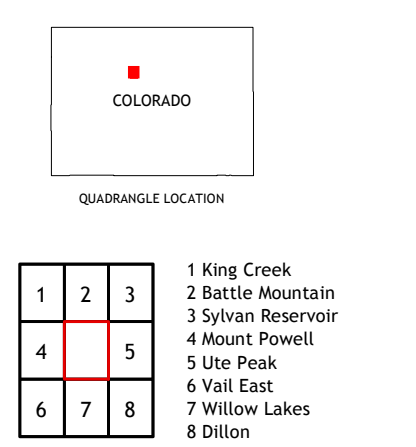 COLORADO
QUADRANGLE LOCATION
1 2 3
4 5
6 7 8
1 King Creek
2 Battle Mountain
3 Sylvan Reservoir
4 Mount Powell
5 Ute Peak
6 Vail East
7 Willow Lakes
8 Dillon